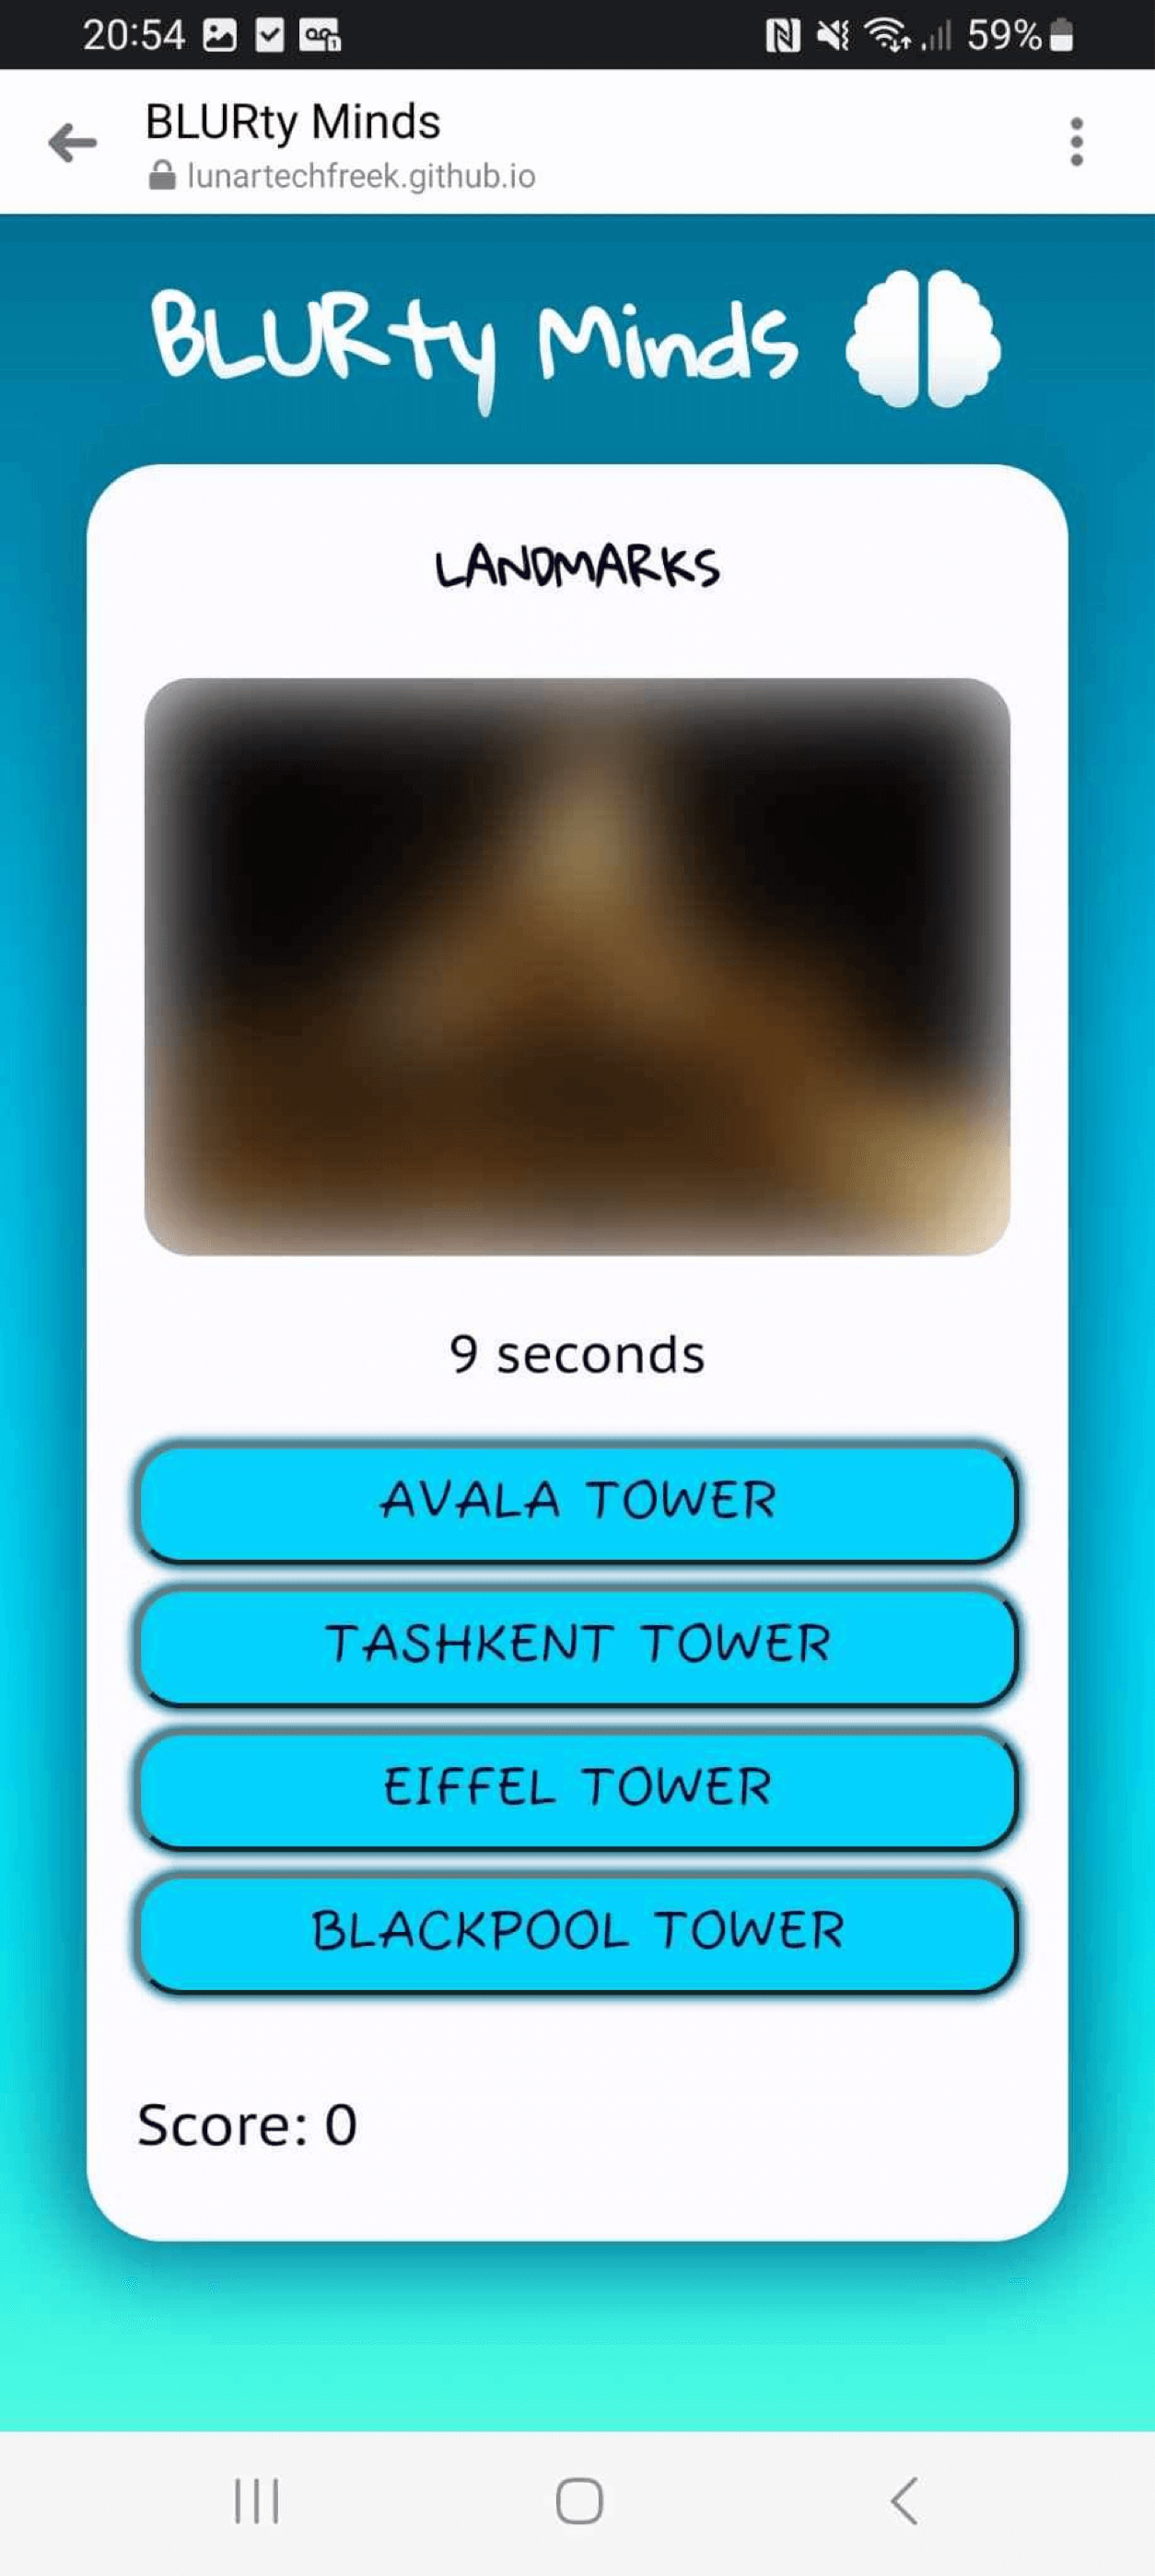 20:54 59%
BLURty Minds
lunartechfreek.github.io
BLURty Minds
LANDMARKS
9 seconds
AVALA TOWER
TASHKENT TOWER
EIFFEL TOWER
BLACKPOOL TOWER
Score: 0